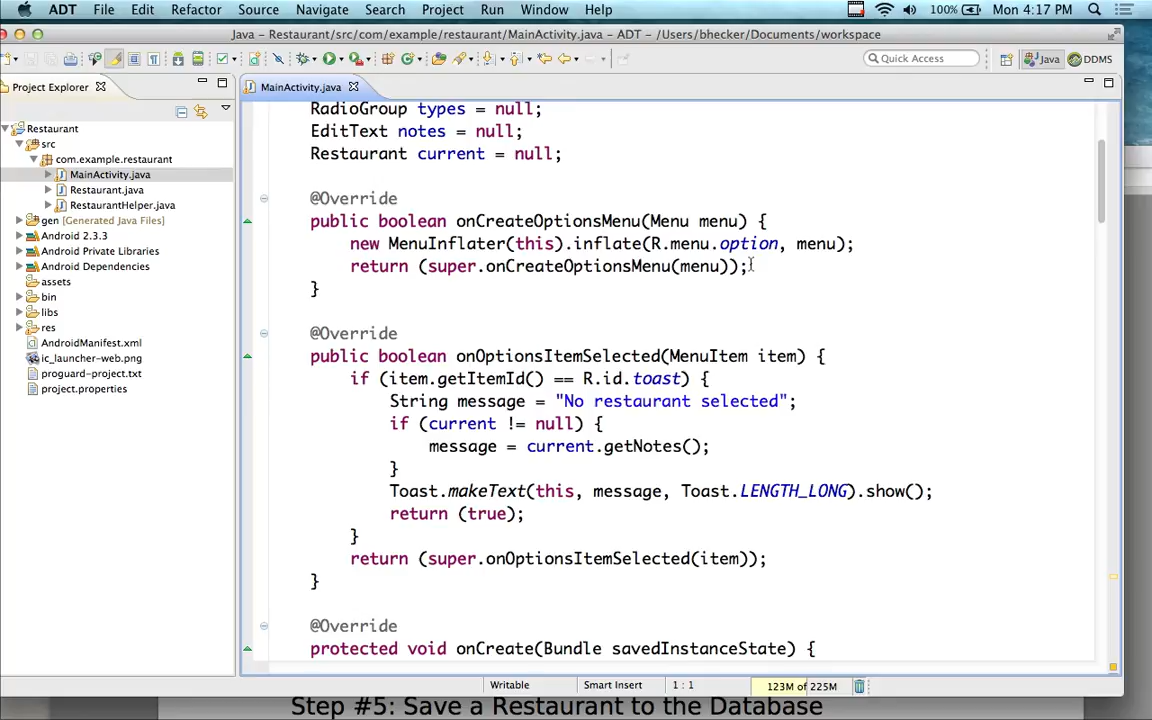 ADT File Edit Refactor Source Navigate Search Project Run Window Help 100% Mon 4:17 PM
Java - Restaurant/src/com/example/restaurant/MainActivity.java - ADT - /Users/bhecker/Documents/workspace
Quick Access Java DDMS
Project Explorer
Restaurant
src
com.example.restaurant
MainActivity.java
Restaurant.java
RestaurantHelper.java
gen [Generated Java Files]
Android 2.3.3
Android Private Libraries
Android Dependencies
assets
bin
libs
res
AndroidManifest.xml
ic_launcher-web.png
proguard-project.txt
project.properties
MainActivity.java
RadioGroup types = null;
EditText notes = null;
Restaurant current = null;
@Override
public boolean onCreateOptionsMenu(Menu menu) {
new MenuInflater(this).inflate(R.menu.option, menu);
return (super.onCreateOptionsMenu(menu));
}
@Override
public boolean onOptionsItemSelected(MenuItem item) {
if (item.getItemId() == R.id.toast) {
String message = "No restaurant selected";
if (current != null) {
message = current.getNotes();
}
Toast.makeText(this, message, Toast.LENGTH_LONG).show();
return (true);
}
return (super.onOptionsItemSelected(item));
}
@Override
protected void onCreate(Bundle savedInstanceState) {
Writable Smart Insert 1 : 1 123M of 225M
Step #5: Save a Restaurant to the Database